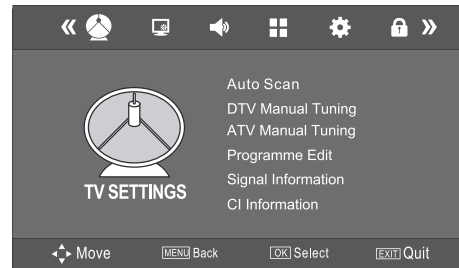 Auto Scan
DTV Manual Tuning
ATV Manual Tuning
Programme Edit
Signal Information
CI Information
TV SETTINGS
Move MENU Back OK Select EXIT Quit